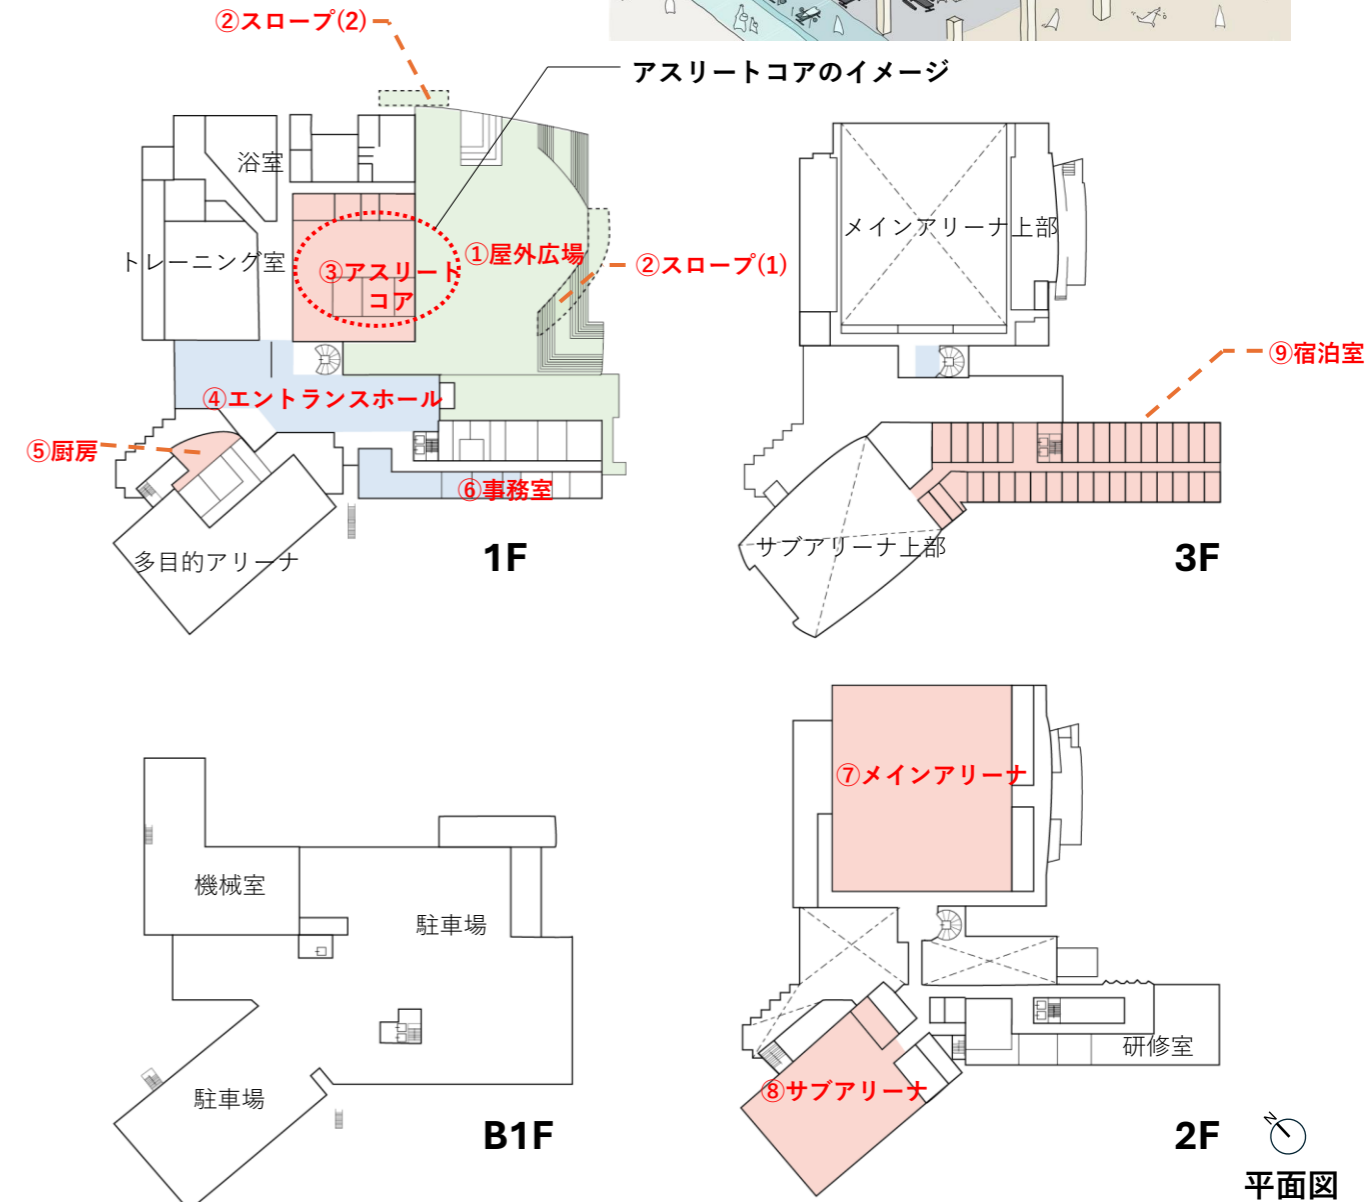 ②スロープ(2)
アスリートコアのイメージ
浴室
トレーニング室
①屋外広場
③アスリート
コア
②スロープ(1)
④エントランスホール
⑤厨房
⑥事務室
多目的アリーナ
1F
メインアリーナ上部
⑨宿泊室
サブアリーナ上部
3F
機械室
駐車場
駐車場
B1F
⑦メインアリーナ
研修室
⑧サブアリーナ
2F
N
平面図